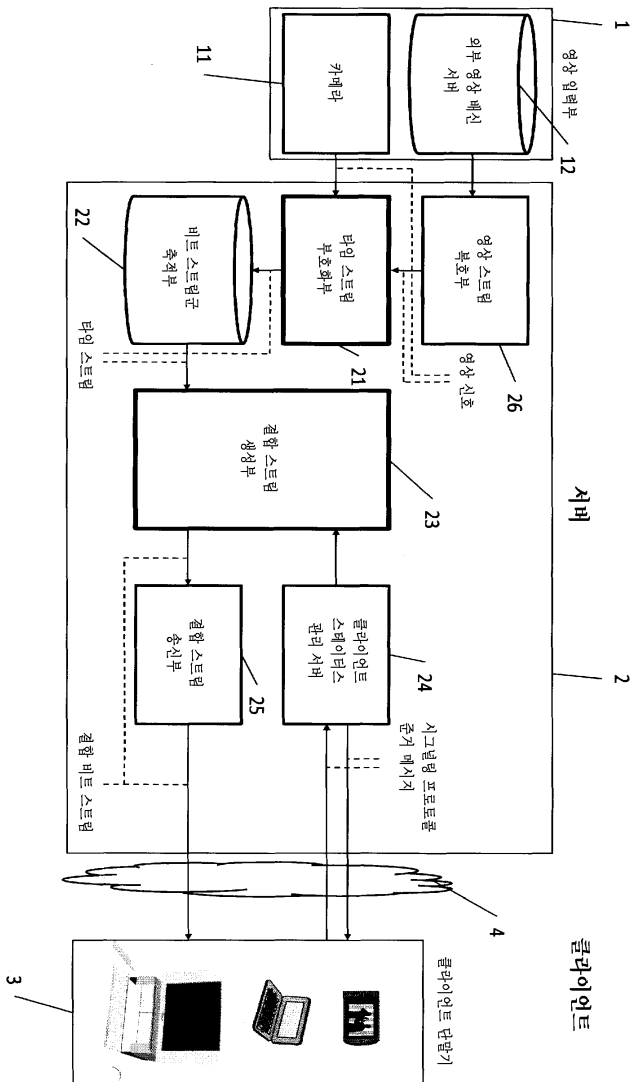 서버
클라이언트
1
2
영상 입력부
외부 영상 배신
서버
12
영상 스트림
복호부
26
영상 신호
시그널링 프로토콜
준거 메시지
클라이언트 단말기
카메라
11
타임 스트림
부호화부
21
클라이언트
스테이터스
관리 서버
24
4
결합 스트림
생성부
23
비트 스트림군
축적부
22
결합 스트림
송신부
25
타임 스트림
결합 비트 스트림
3